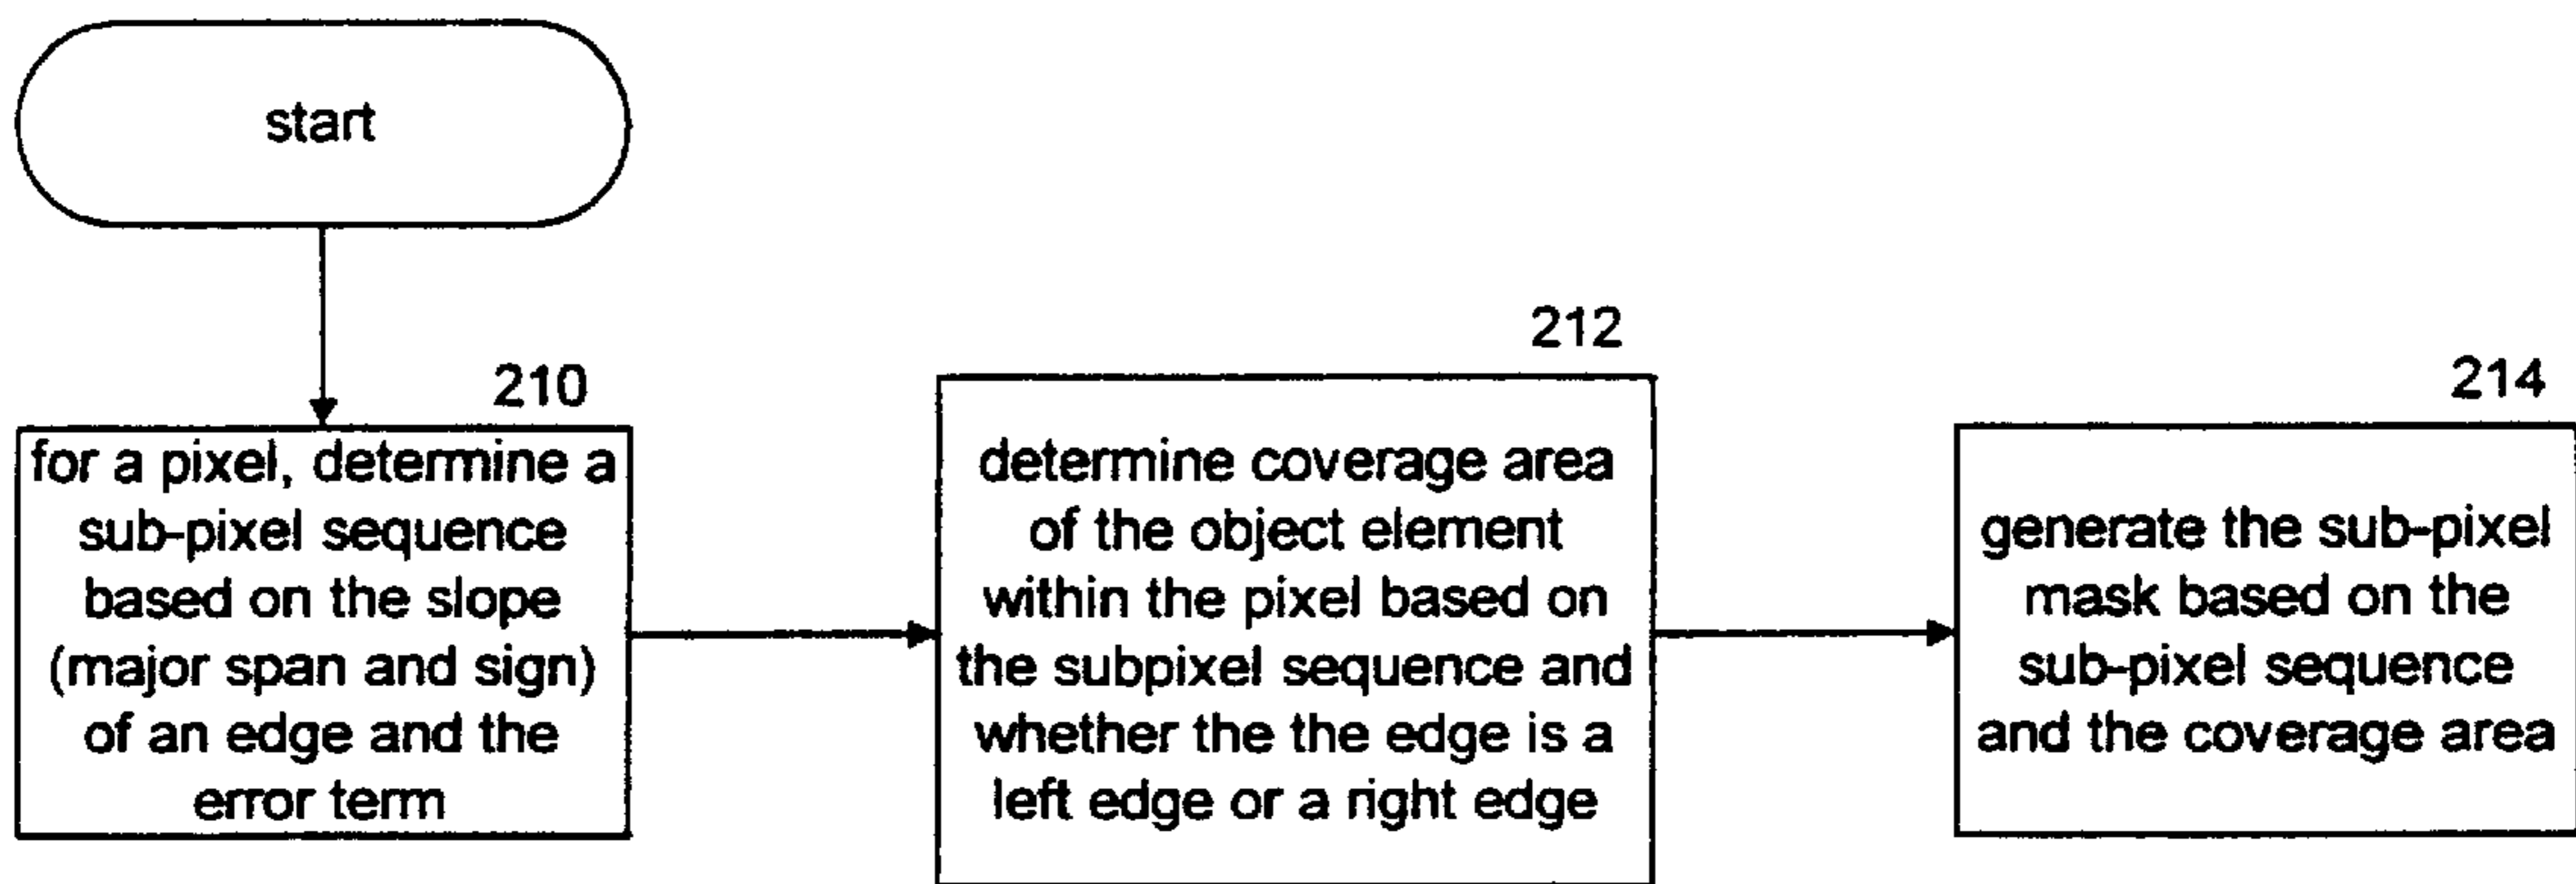 start
210
for a pixel, determine a
sub-pixel sequence
based on the slope
(major span and sign)
of an edge and the
error term
212
determine coverage area
of the object element
within the pixel based on
the subpixel sequence and
whether the the edge is a
left edge or a right edge
214
generate the sub-pixel
mask based on the
sub-pixel sequence
and the coverage area